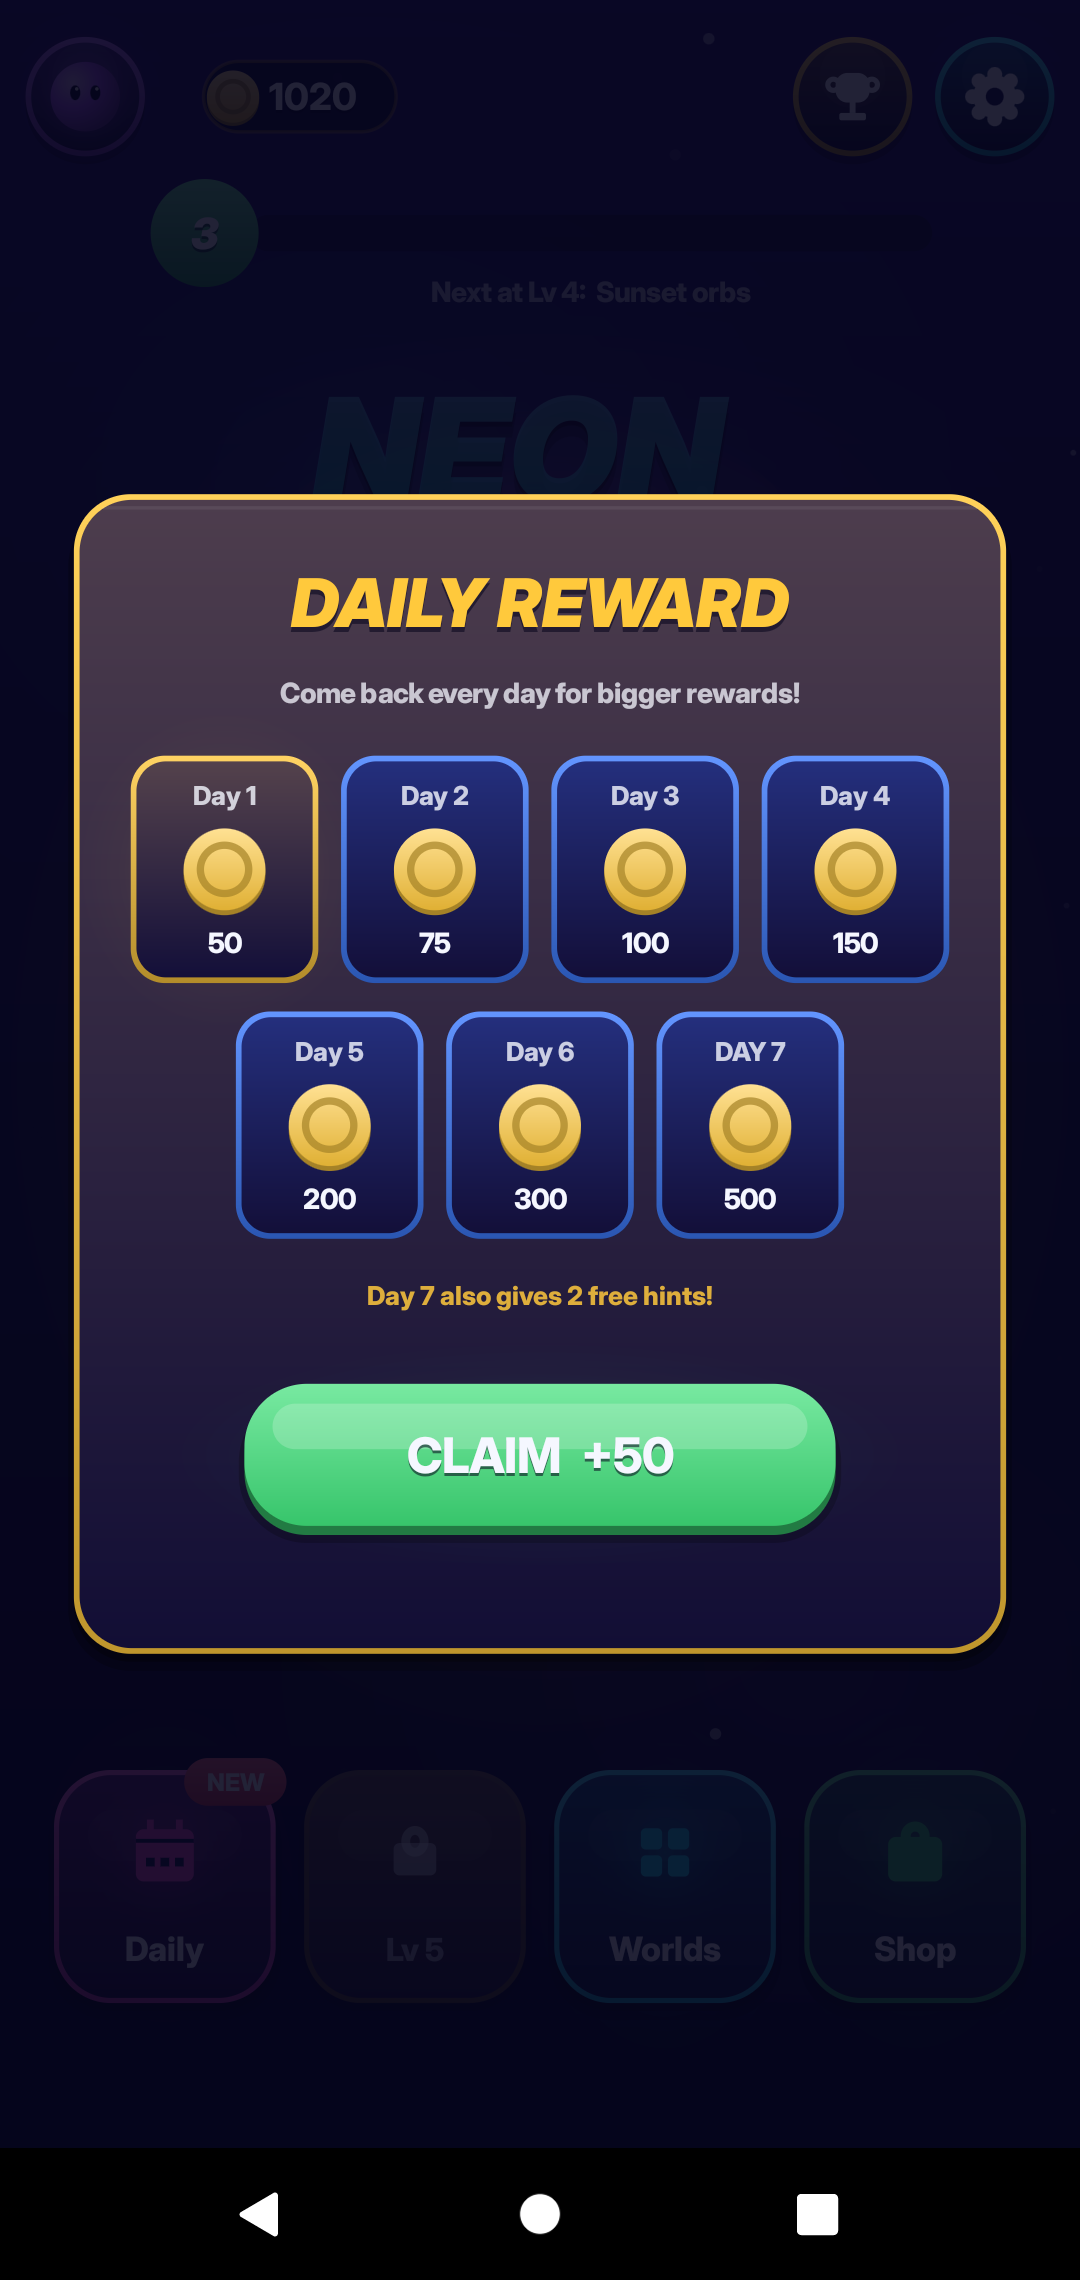 1020
3
Next at Lv 4: Sunset orbs
NEON
DAILY REWARD
Come back every day for bigger rewards!
Day 1
Day 2
Day 3
Day 4
50
75
100
150
Day 5
Day 6
DAY 7
200
300
500
Day 7 also gives 2 free hints!
CLAIM +50
NEW
Daily
Lv 5
Worlds
Shop